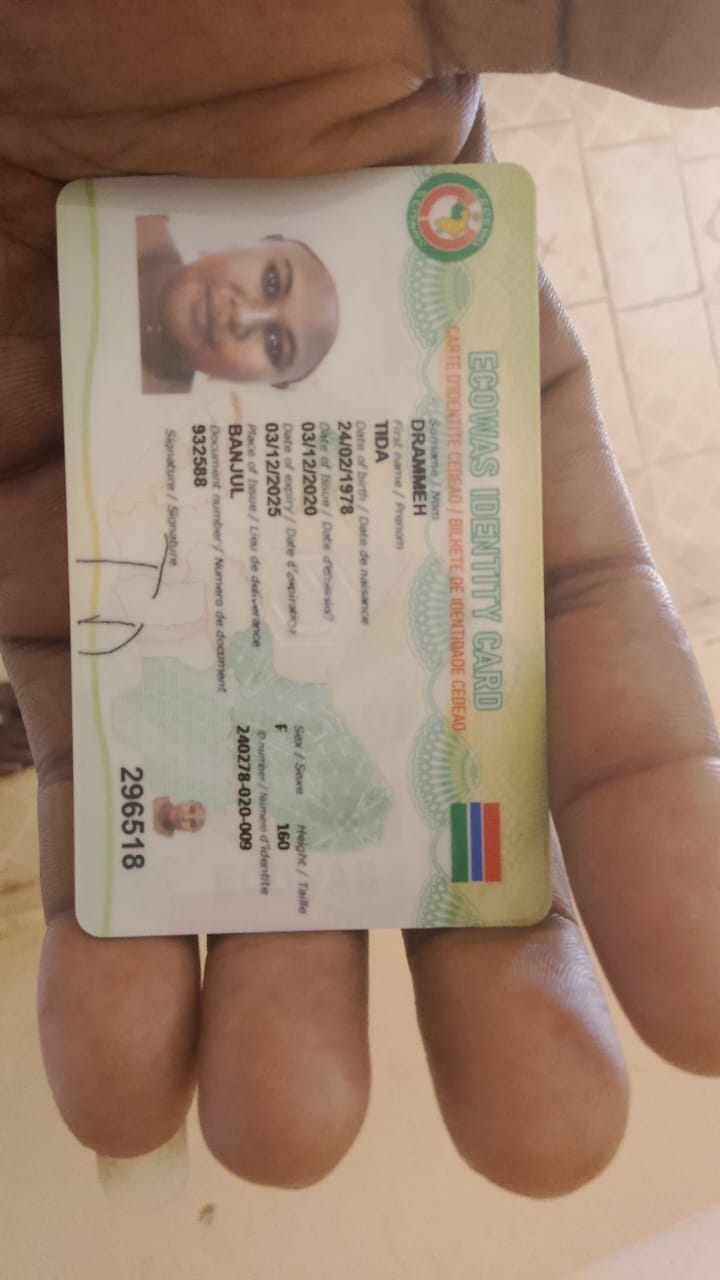 ECOWAS IDENTITY CARD
CARTE D'IDENTITE CEDEAO / BILHETE DE IDENTIDADE CEDEAO
Surname / Nom
DRAMMEH
First name / Prenom
TIDA
Date of birth / Date de naissance
24/02/1978
Date of Issue / Date d'emission
03/12/2020
Date of expiry / Date d'expiration
03/12/2025
Place of Issue / Lieu de deliverance
BANJUL
Document number / Numero de document
932588
Signature / Signature
T D
Sex / Sexe Height / Taille
F 160
ID number / Numero d'identite
240278-020-009
296518